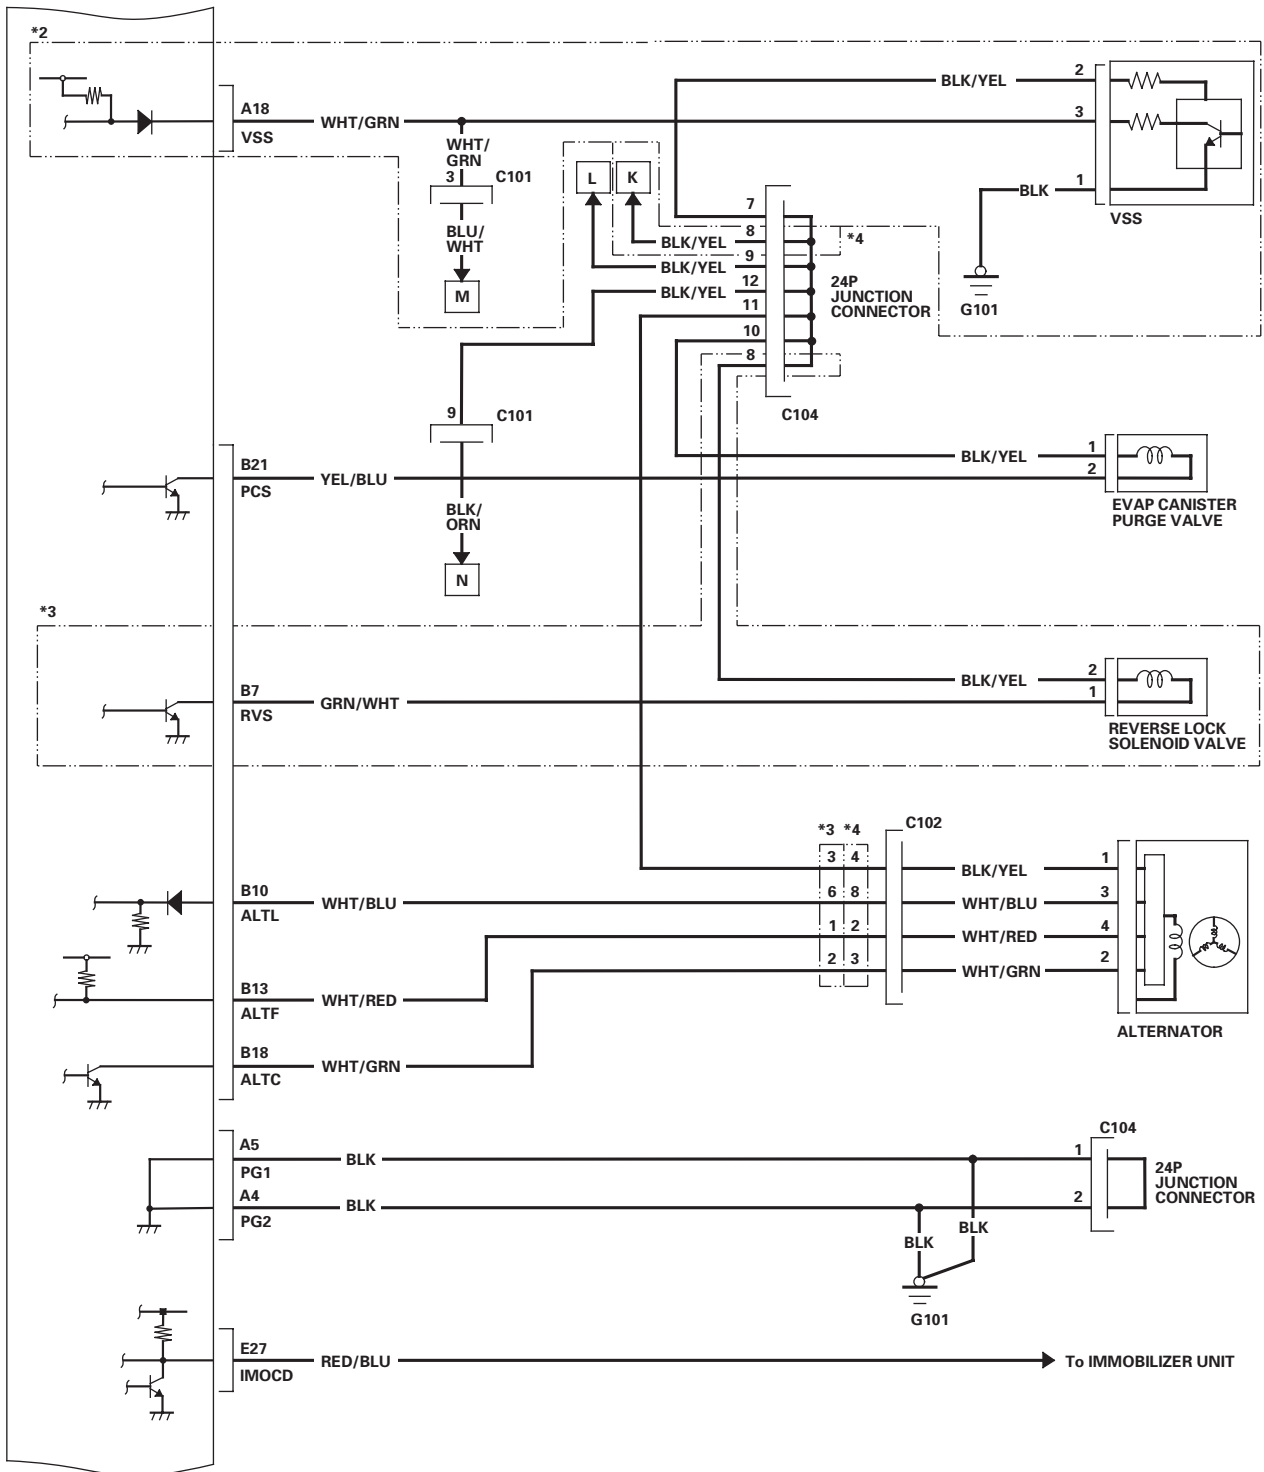 *2
A18
VSS
WHT/GRN
WHT/
GRN
3
C101
BLU/
WHT
M
L
K
BLK/YEL
2
3
BLK
1
VSS
G101
7
8
BLK/YEL
*4
9
BLK/YEL
12
BLK/YEL
24P
JUNCTION
CONNECTOR
11
10
8
C104
9
C101
B21
PCS
YEL/BLU
BLK/
ORN
N
BLK/YEL
1
2
EVAP CANISTER
PURGE VALVE
*3
B7
RVS
GRN/WHT
BLK/YEL
2
1
REVERSE LOCK
SOLENOID VALVE
*3 *4
C102
3 4
BLK/YEL
1
B10
ALTL
WHT/BLU
6 8
WHT/BLU
3
1 2
WHT/RED
4
2 3
WHT/GRN
2
ALTERNATOR
B13
ALTF
WHT/RED
B18
ALTC
WHT/GRN
A5
PG1
BLK
A4
PG2
BLK
BLK
BLK
G101
C104
1
2
24P
JUNCTION
CONNECTOR
E27
IMOCD
RED/BLU
To IMMOBILIZER UNIT